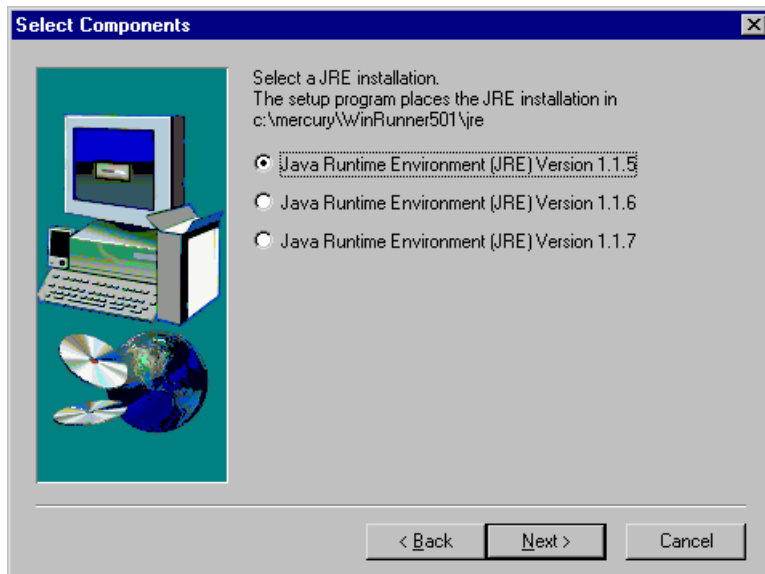 Select Components
Select a JRE installation.
The setup program places the JRE installation in
c:\mercury\WinRunner501\jre
Java Runtime Environment (JRE) Version 1.1.5
Java Runtime Environment (JRE) Version 1.1.6
Java Runtime Environment (JRE) Version 1.1.7
< Back
Next >
Cancel